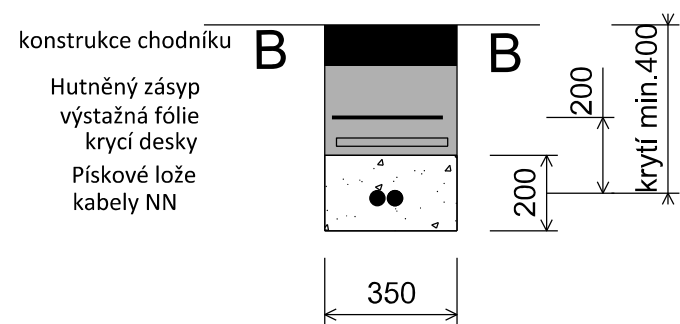 konstrukce chodníku
B
B
Hutněný zásyp
výstažná fólie
krycí desky
Pískové lože
kabely NN
200
200
krytí min.400
350